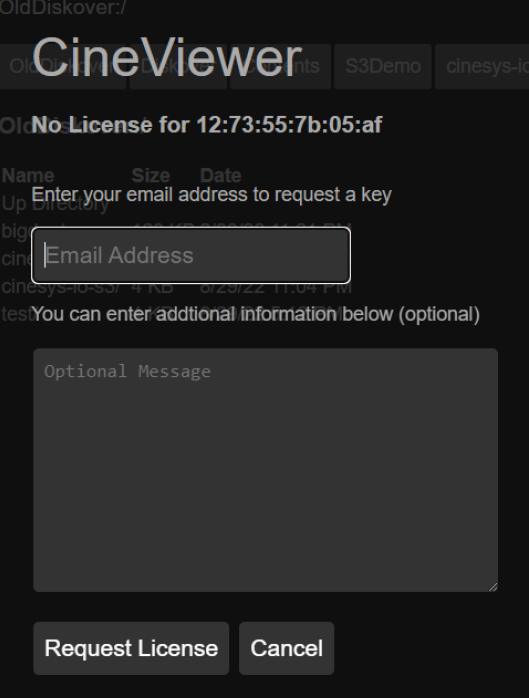 OldDiskover:/
CineViewer
S3Demo
No License for 12:73:55:7b:05:af
Name Size Date
Enter your email address to request a key
Up Directory
Email Address
cinesys-io-s3/ 4 KB 8/29/22 11:04 PM
You can enter addtional information below (optional)
Optional Message
Request License Cancel